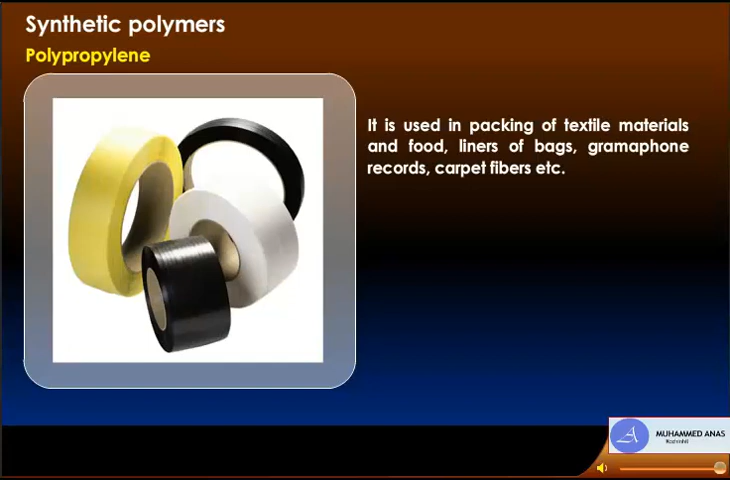 Synthetic polymers
Polypropylene
It is used in packing of textile materials
and food, liners of bags, gramaphone
records, carpet fibers etc.
MUHAMMED ANAS